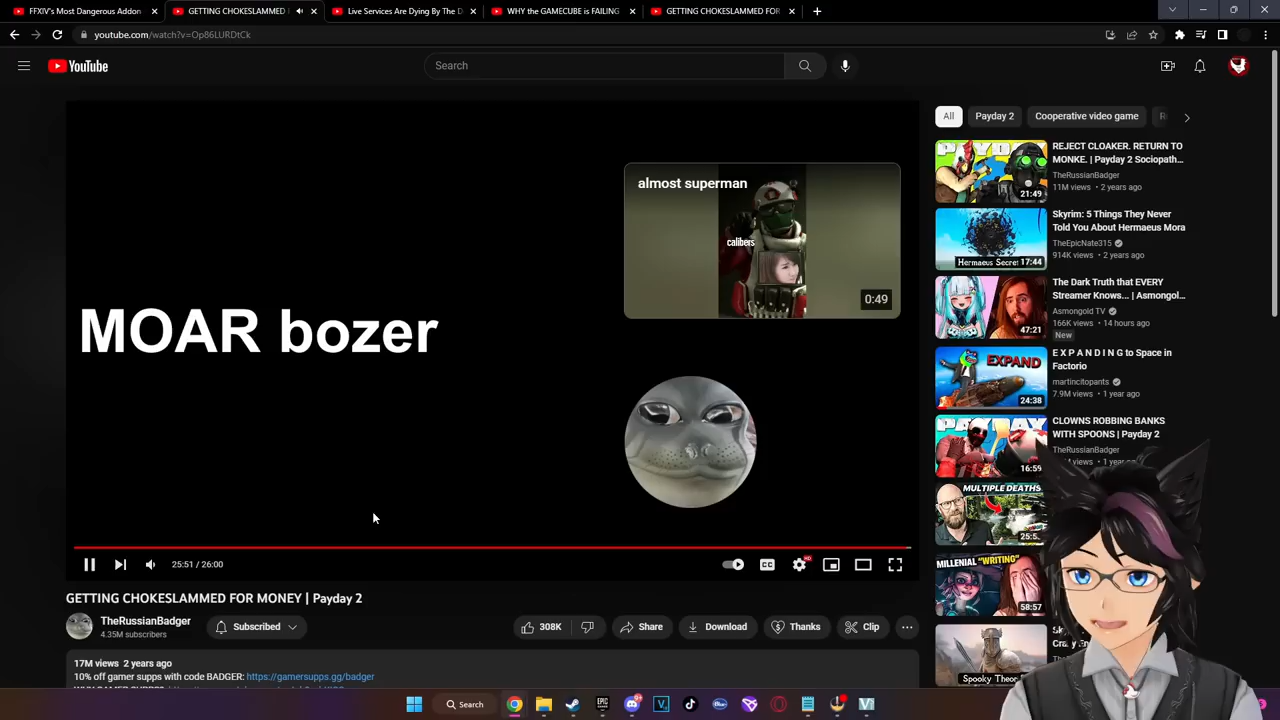 FFXIV's Most Dangerous Addon
GETTING CHOKESLAMMED
Live Services Are Dying By The D
WHY the GAMECUBE is FAILING
GETTING CHOKESLAMMED FOR
youtube.com/watch?v=Op86LURDtCk
YouTube
Search
MOAR bozer
almost superman
calibers
0:49
25:51 / 26:00
GETTING CHOKESLAMMED FOR MONEY | Payday 2
TheRussianBadger
4.35M subscribers
Subscribed
308K
Share
Download
Thanks
Clip
17M views 2 years ago
10% off gamer supps with code BADGER: https://gamersupps.gg/badger
All
Payday 2
Cooperative video game
21:49
REJECT CLOAKER. RETURN TO
MONKE. | Payday 2 Sociopath...
TheRussianBadger
11M views • 2 years ago
Hermaeus Secret
17:44
Skyrim: 5 Things They Never
Told You About Hermaeus Mora
TheEpicNate315
914K views • 2 years ago
47:21
The Dark Truth that EVERY
Streamer Knows... | Asmongold...
Asmongold TV
166K views • 14 hours ago
New
EXPAND
24:38
E X P A N D I N G to Space in
Factorio
martincitopants
7.9M views • 1 year ago
PAYDAY
16:59
CLOWNS ROBBING BANKS
WITH SPOONS | Payday 2
TheRussianBadger
views • 1 year
MULTIPLE DEATHS
MILLENIAL "WRITING"
58:57
Spooky Theor
Search